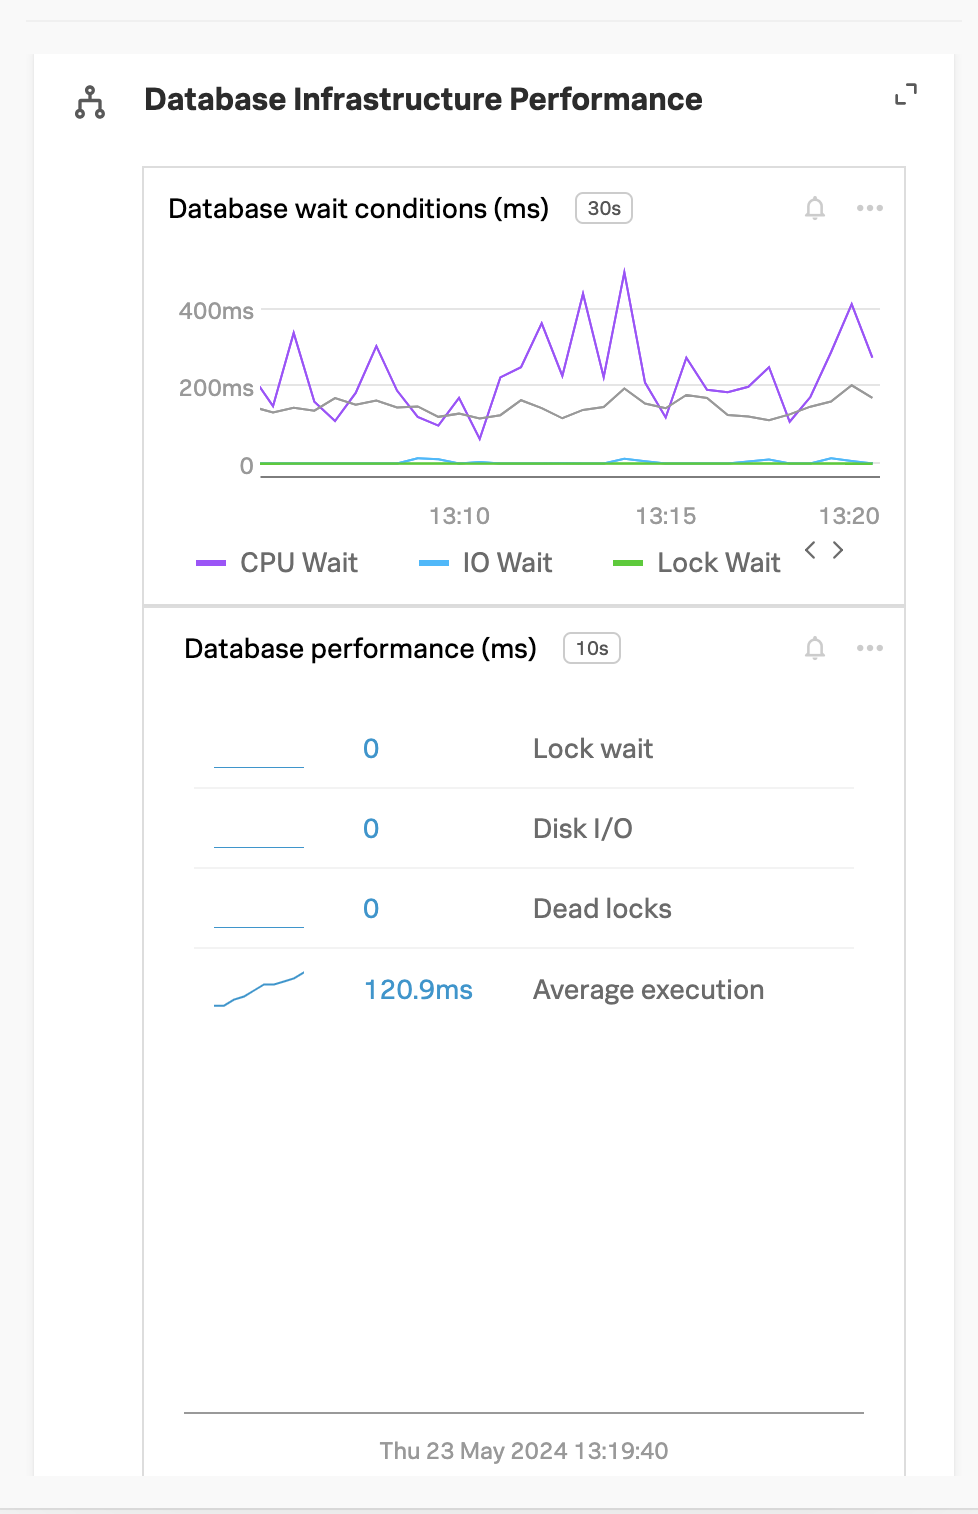 Database Infrastructure Performance
Database wait conditions (ms) 30s
400ms
200ms
0
13:10 13:15 13:20
CPU Wait IO Wait Lock Wait
Database performance (ms) 10s
0 Lock wait
0 Disk I/O
0 Dead locks
120.9ms Average execution
Thu 23 May 2024 13:19:40